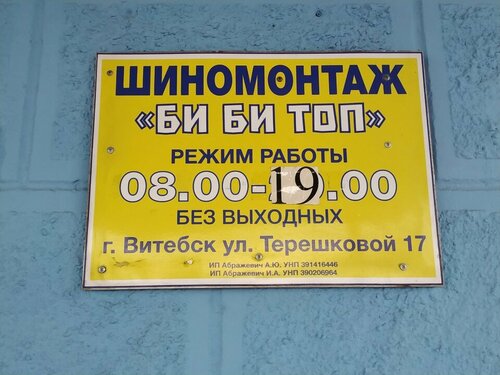 ШИНОМОНТАЖ
«БИ БИ ТОП»
РЕЖИМ РАБОТЫ
08.00-19.00
БЕЗ ВЫХОДНЫХ
г. Витебск ул. Терешковой 17
ИП Абражевич А.Ю. УНП 391416446
ИП Абражевич И.А. УНП 390206964